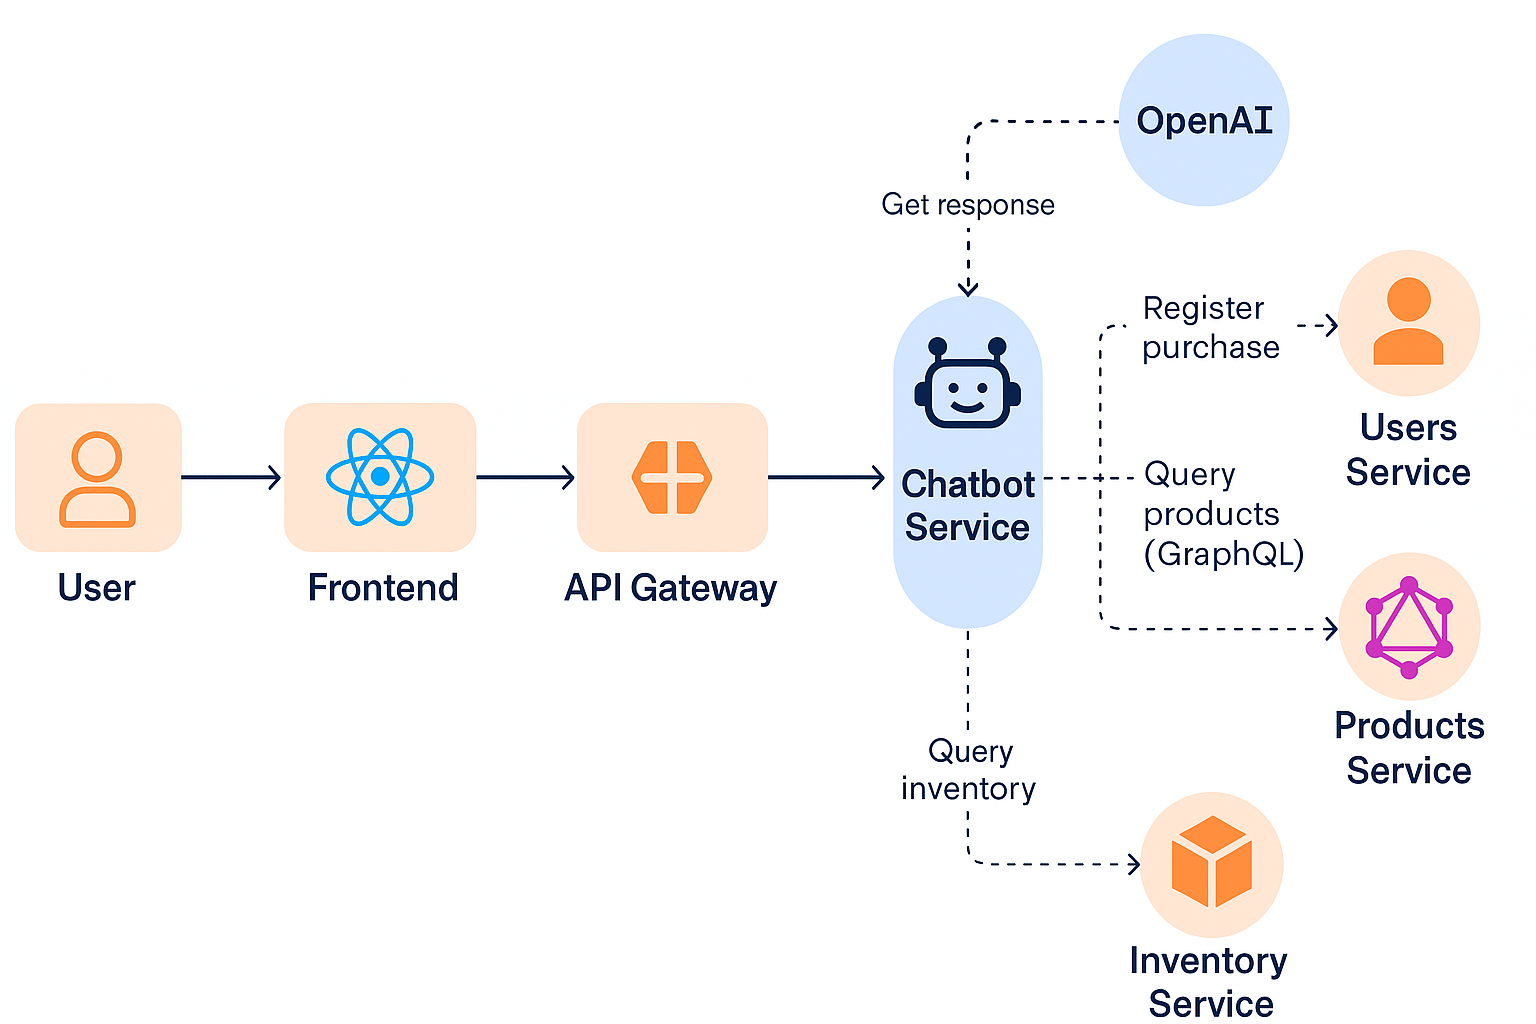 OpenAI
Get response
Register
purchase
Users
Service
Chatbot
Service
Query
products
(GraphQL)
User
Frontend
API Gateway
Products
Service
Query
inventory
Inventory
Service